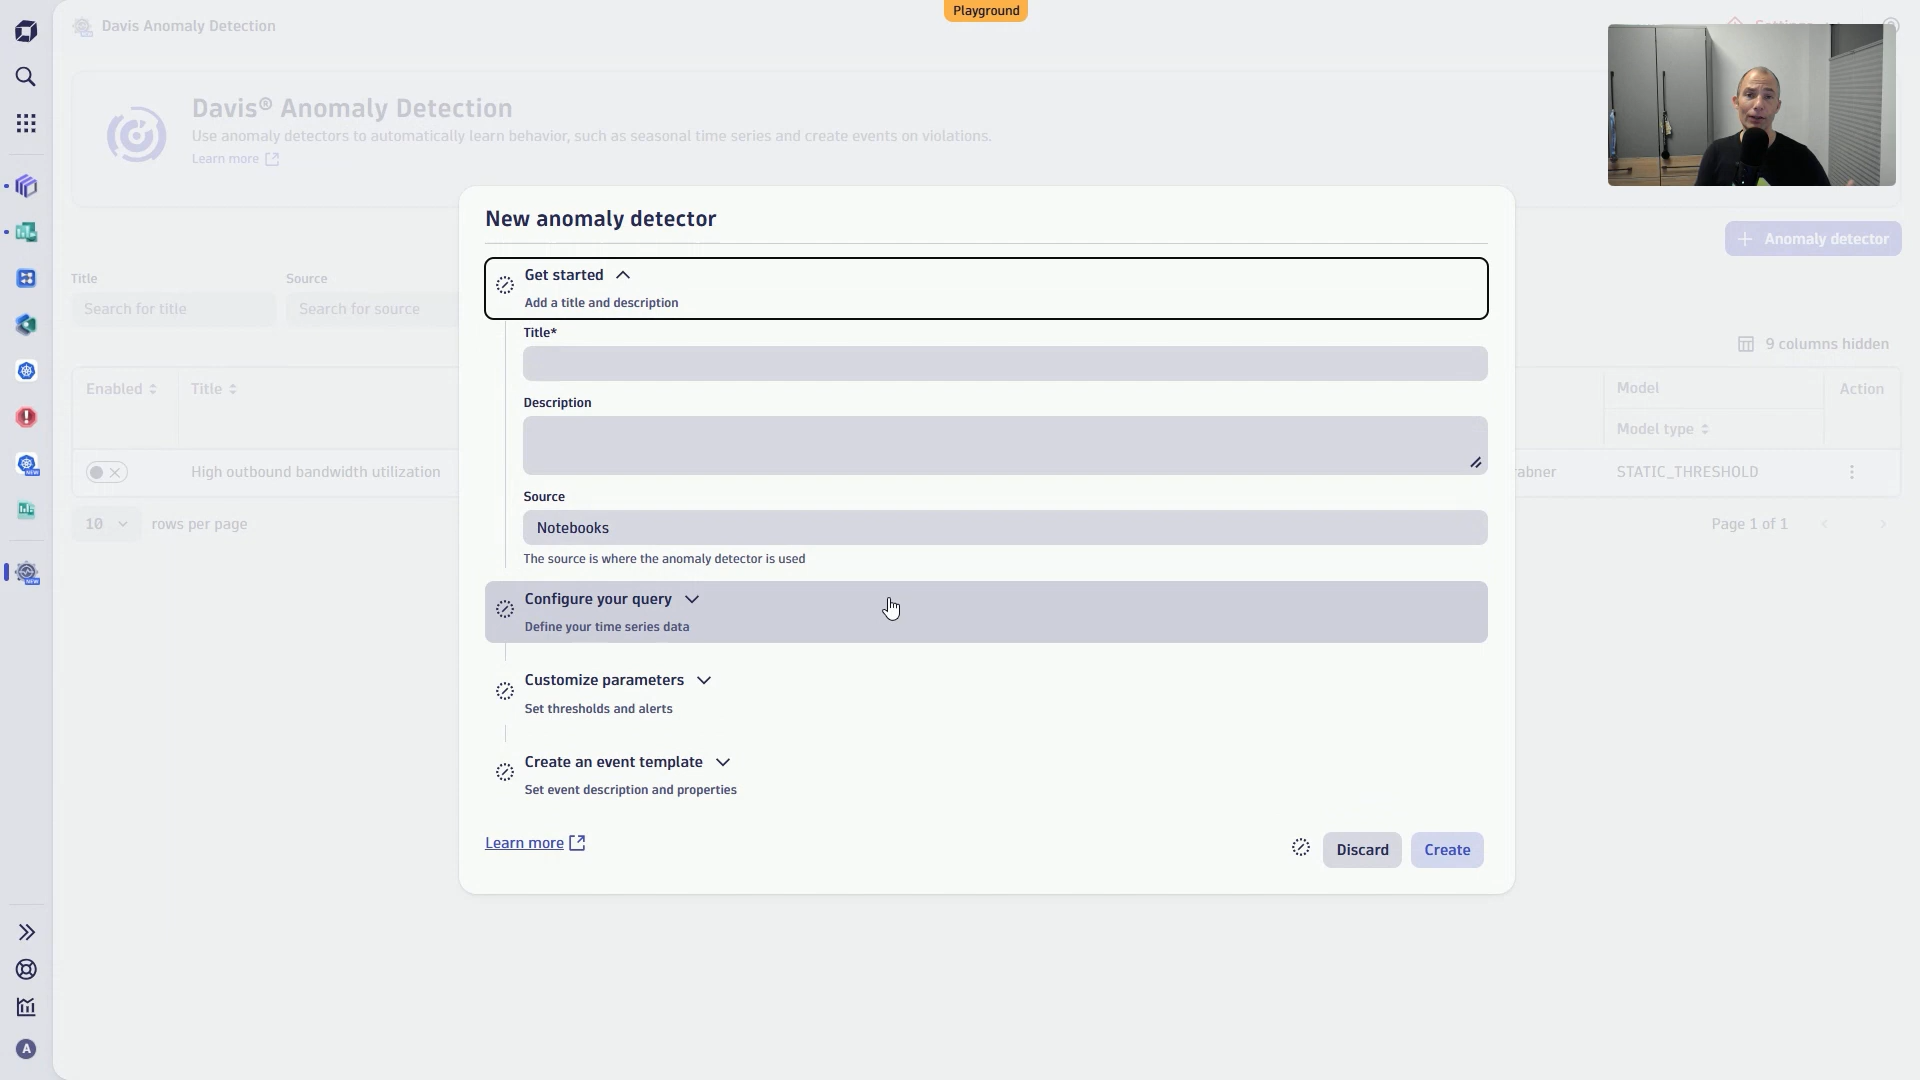 Playground
Davis Anomaly Detection
Davis® Anomaly Detection
Use anomaly detectors to automatically learn behavior, such as seasonal time series and create events on violations.
Learn more
Anomaly detector
Title
Source
Search for title
Search for source
9 columns hidden
Enabled
Title
Model
Action
Model type
High outbound bandwidth utilization
rabner
STATIC_THRESHOLD
10
rows per page
Page 1 of 1
New anomaly detector
Get started
Add a title and description
Title*
Description
Source
Notebooks
The source is where the anomaly detector is used
Configure your query
Define your time series data
Customize parameters
Set thresholds and alerts
Create an event template
Set event description and properties
Learn more
Discard
Create
NEW
NEW
A